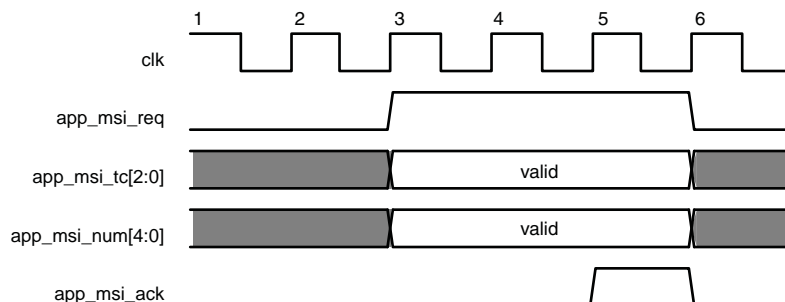 1 2 3 4 5 6
clk
app_msi_req
app_msi_tc[2:0] valid
app_msi_num[4:0] valid
app_msi_ack